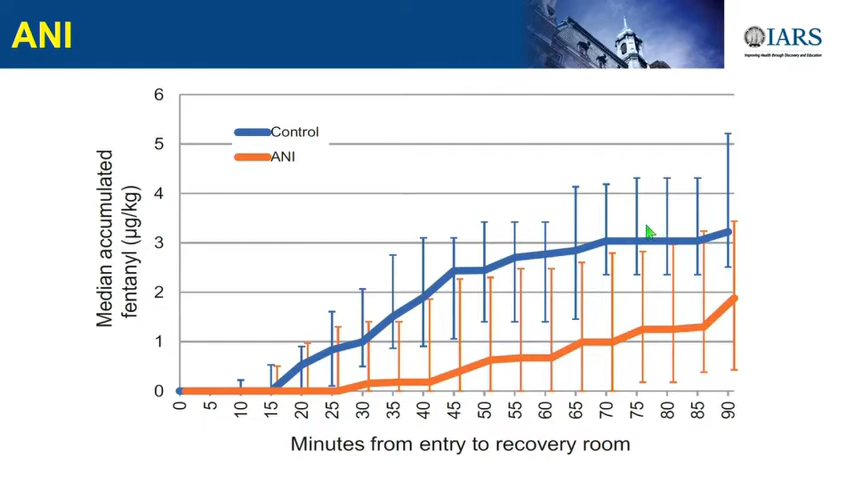 ANI
IARS
Improving Health through Discovery and Education
6
5
4
3
2
1
0
Control
ANI
Median accumulated
fentanyl (µg/kg)
0 5 10 15 20 25 30 35 40 45 50 55 60 65 70 75 80 85 90
Minutes from entry to recovery room